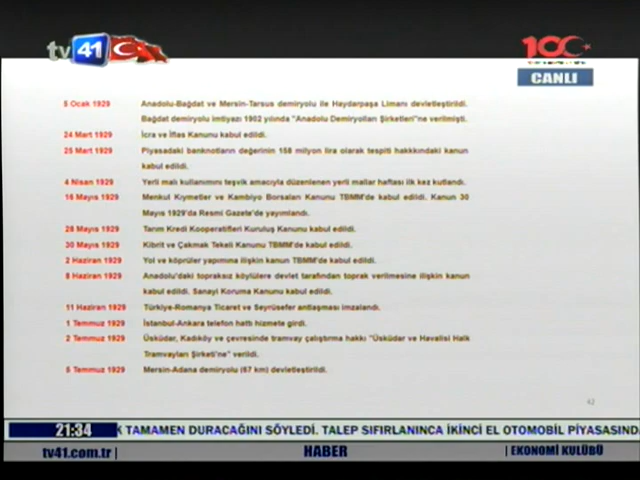 tv 41
100
CANLI
5 Ocak 1929 Anadolu-Bağdat ve Mersin-Tarsus demiryolu ile Haydarpaşa Limanı devletleştirildi.
Bağdat demiryolu imtiyazı 1902 yılında "Anadolu Demiryolları Şirketleri"ne verilmişti.
24 Mart 1929 İcra ve İflas Kanunu kabul edildi.
25 Mart 1929 Piyasadaki banknotların değerinin 158 milyon lira olarak tespiti hakkkındaki kanun
kabul edildi.
4 Nisan 1929 Yerli malı kullanımını teşvik amacıyla düzenlenen yerli mallar haftası ilk kez kutlandı.
16 Mayıs 1929 Menkul Kıymetler ve Kambiyo Borsaları Kanunu TBMM'de kabul edildi. Kanun 30
Mayıs 1929'da Resmi Gazete'de yayımlandı.
28 Mayıs 1929 Tarım Kredi Kooperatifleri Kuruluş Kanunu kabul edildi.
30 Mayıs 1929 Kibrit ve Çakmak Tekeli Kanunu TBMM'de kabul edildi.
2 Haziran 1929 Yol ve köprüler yapımına ilişkin kanun TBMM'de kabul edildi.
8 Haziran 1929 Anadolu'daki topraksız köylülere devlet tarafından toprak verilmesine ilişkin kanun
kabul edildi. Sanayi Koruma Kanunu kabul edildi.
11 Haziran 1929 Türkiye-Romanya Ticaret ve Seyrüsefer antlaşması imzalandı.
1 Temmuz 1929 İstanbul-Ankara telefon hattı hizmete girdi.
2 Temmuz 1929 Üsküdar, Kadıköy ve çevresinde tramvay çalıştırma hakkı "Üsküdar ve Havalisi Halk
Tramvayları Şirketi'ne" verildi.
5 Temmuz 1929 Mersin-Adana demiryolu (67 km) devletleştirildi.
42
21:34 K TAMAMEN DURACAĞINI SÖYLEDİ. TALEP SIFIRLANINCA İKİNCİ EL OTOMOBİL PİYASASINDA
tv41.com.tr | HABER | EKONOMİ KULÜBÜ